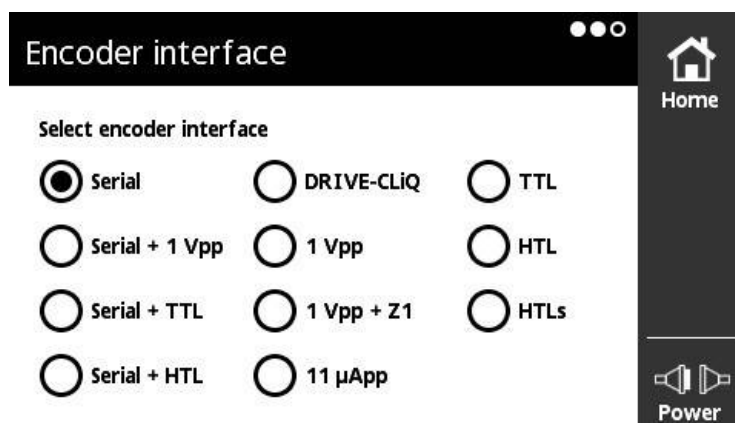 Encoder interface
Home
Select encoder interface
Serial
DRIVE-CLiQ
TTL
Serial + 1 Vpp
1 Vpp
HTL
Serial + TTL
1 Vpp + Z1
HTLs
Serial + HTL
11 µApp
Power